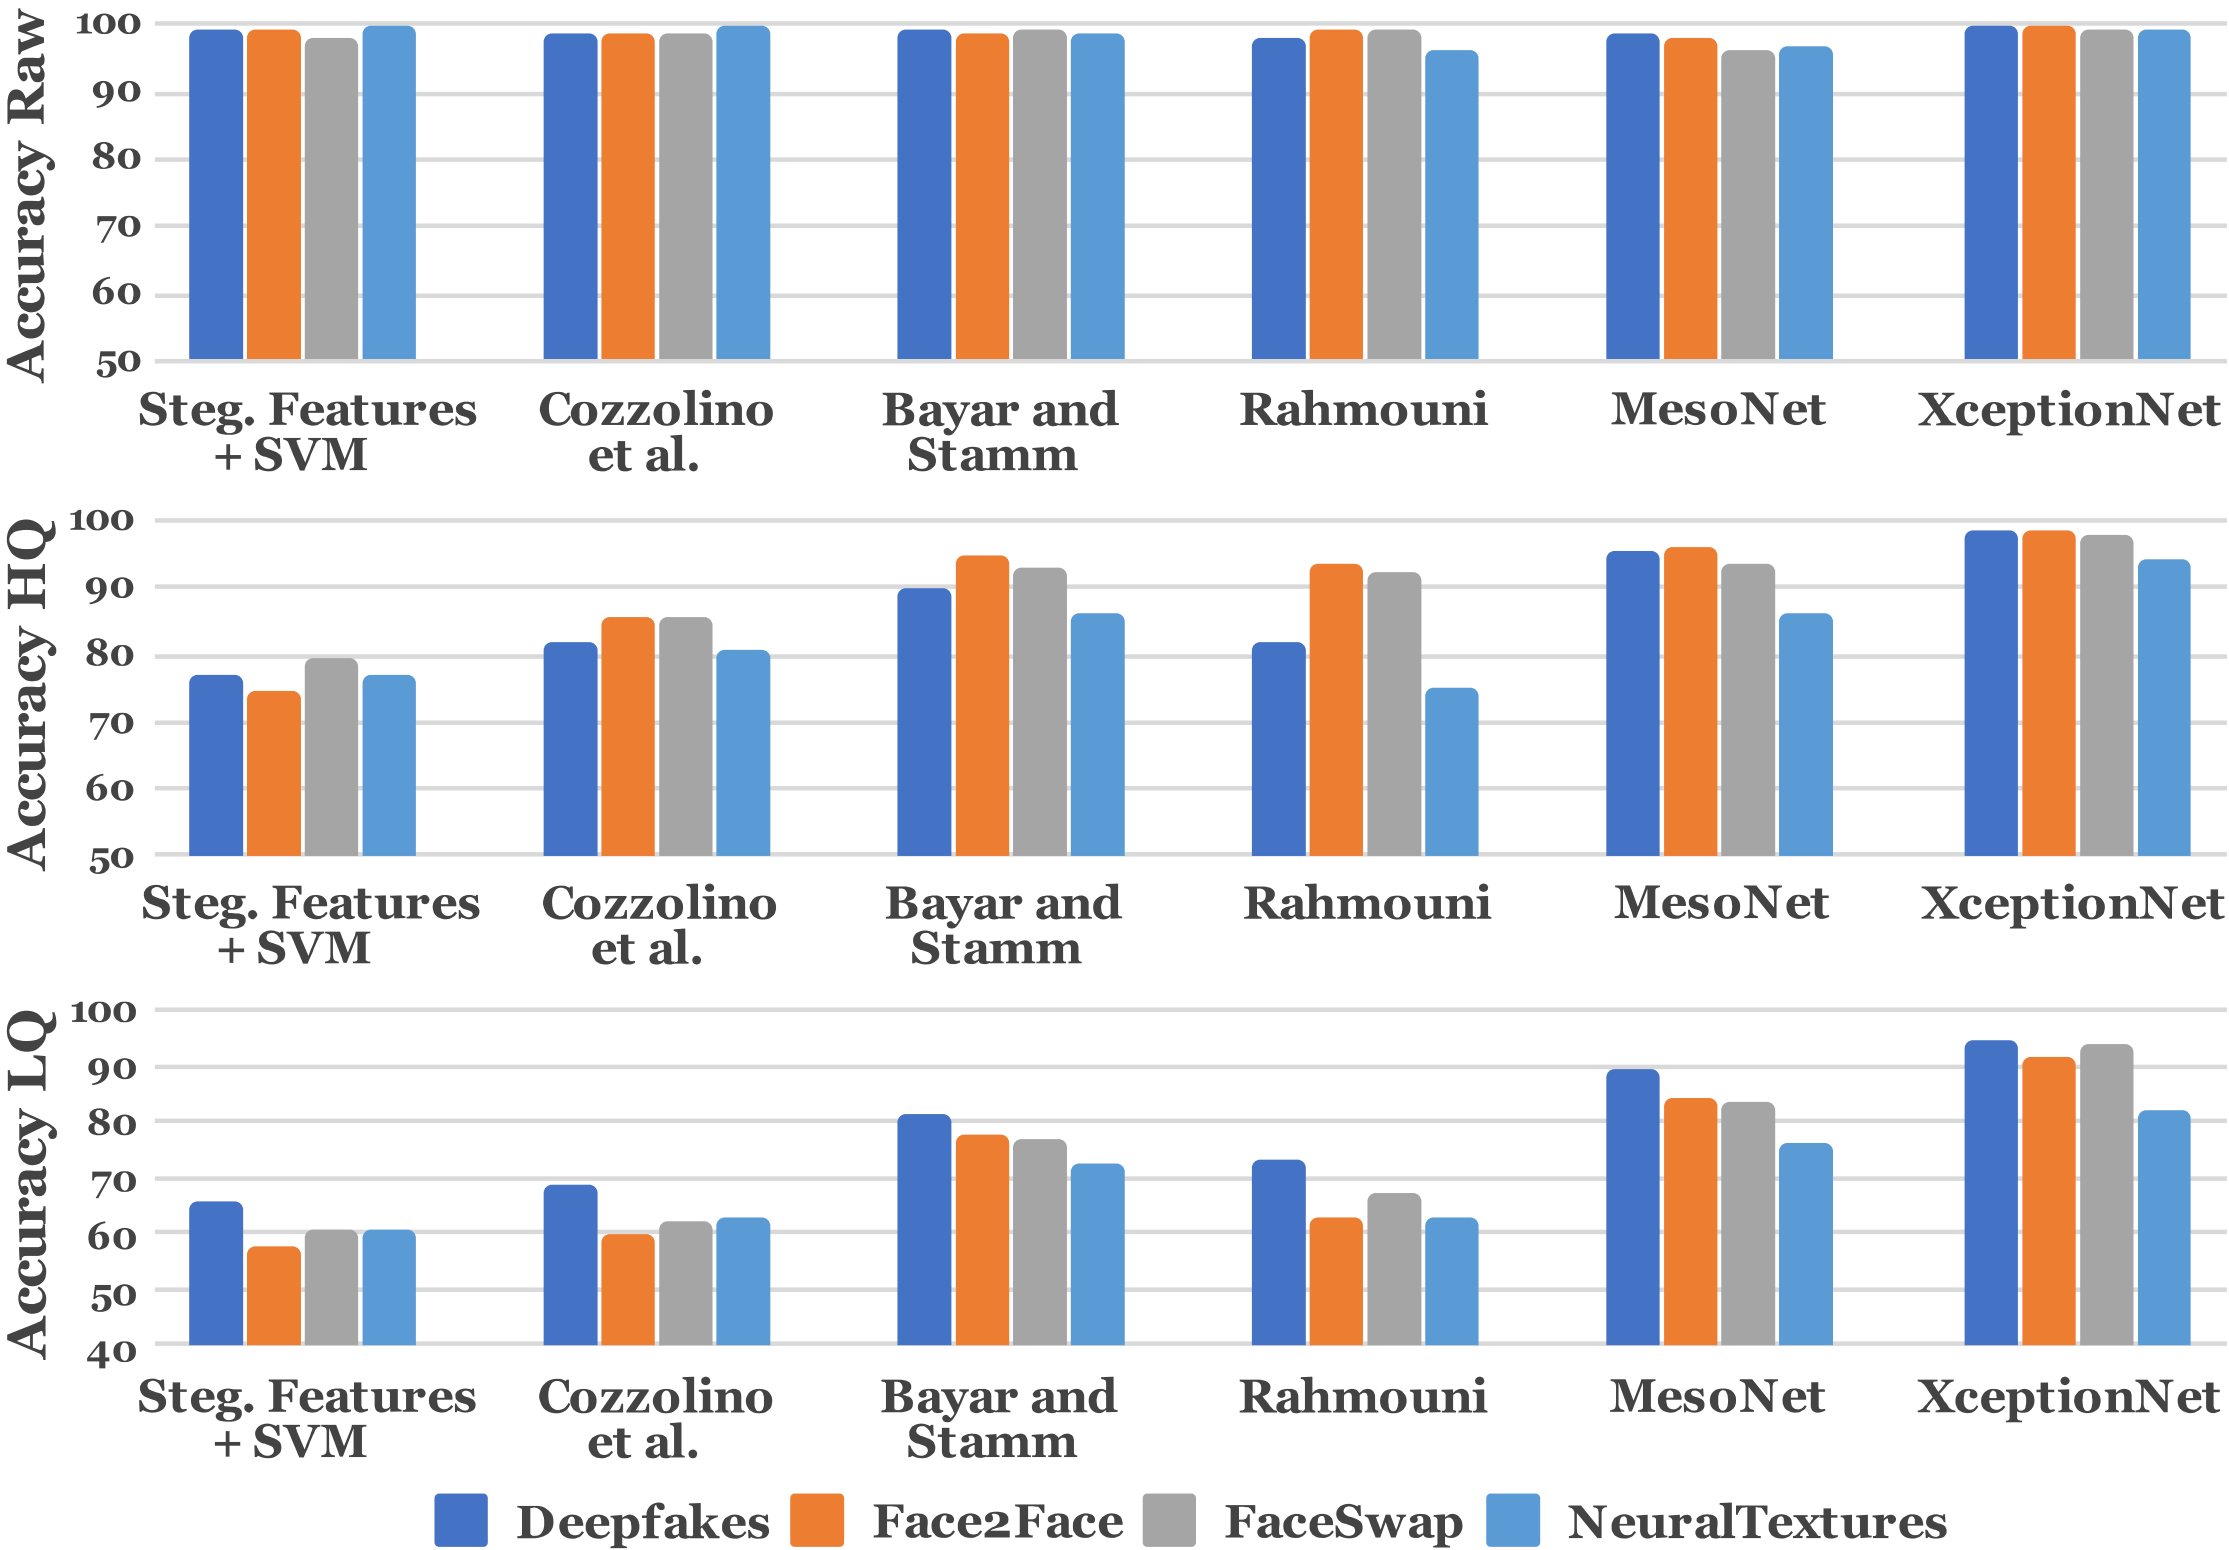 Accuracy Raw
100
90
80
70
60
50
Steg. Features
+ SVM
Cozzolino
et al.
Bayar and
Stamm
Rahmouni
MesoNet
XceptionNet
Accuracy HQ
100
90
80
70
60
50
Steg. Features
+ SVM
Cozzolino
et al.
Bayar and
Stamm
Rahmouni
MesoNet
XceptionNet
Accuracy LQ
100
90
80
70
60
50
40
Steg. Features
+ SVM
Cozzolino
et al.
Bayar and
Stamm
Rahmouni
MesoNet
XceptionNet
Deepfakes
Face2Face
FaceSwap
NeuralTextures